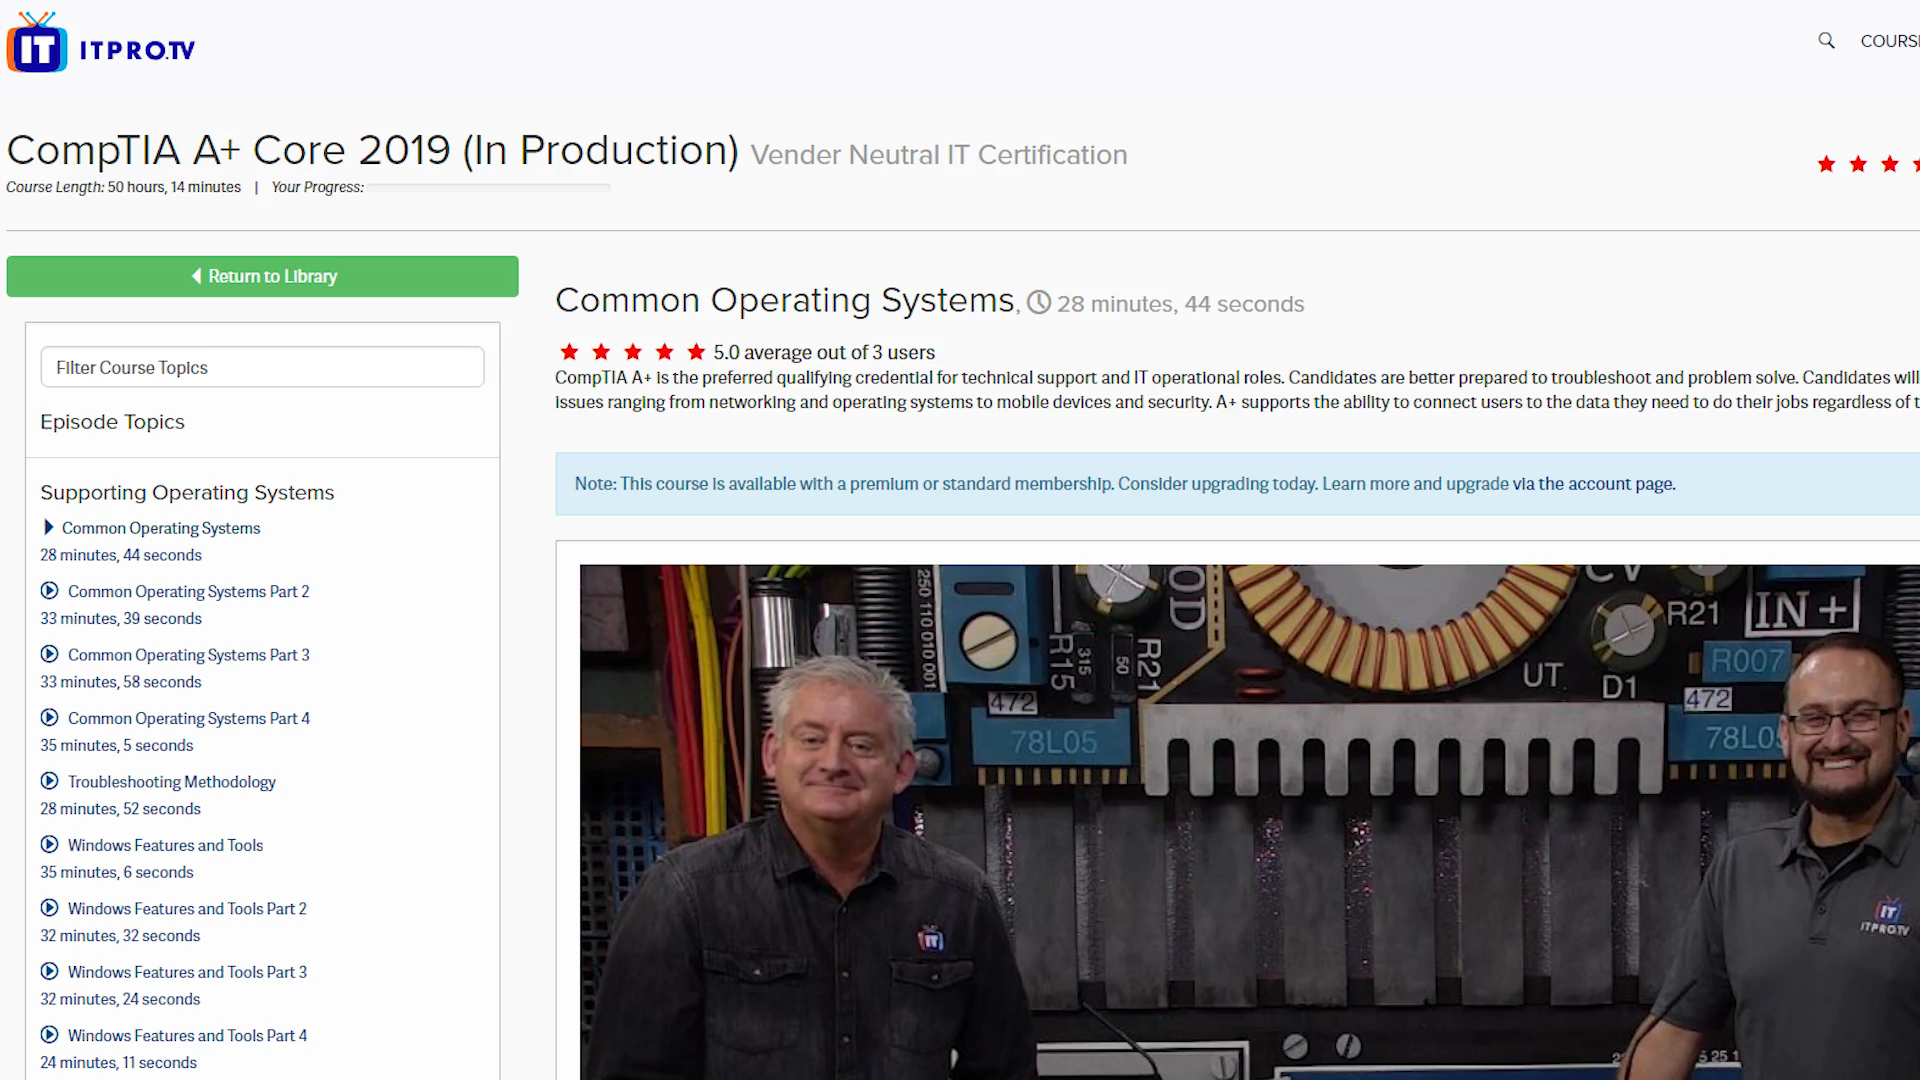 IT ITPRO.TV
COURS
CompTIA A+ Core 2019 (In Production) Vender Neutral IT Certification
Course Length: 50 hours, 14 minutes | Your Progress:
Return to Library
Filter Course Topics
Episode Topics
Supporting Operating Systems
Common Operating Systems
28 minutes, 44 seconds
Common Operating Systems Part 2
33 minutes, 39 seconds
Common Operating Systems Part 3
33 minutes, 58 seconds
Common Operating Systems Part 4
35 minutes, 5 seconds
Troubleshooting Methodology
28 minutes, 52 seconds
Windows Features and Tools
35 minutes, 6 seconds
Windows Features and Tools Part 2
32 minutes, 32 seconds
Windows Features and Tools Part 3
32 minutes, 24 seconds
Windows Features and Tools Part 4
24 minutes, 11 seconds
Common Operating Systems, 28 minutes, 44 seconds
5.0 average out of 3 users
CompTIA A+ is the preferred qualifying credential for technical support and IT operational roles. Candidates are better prepared to troubleshoot and problem solve. Candidates will
issues ranging from networking and operating systems to mobile devices and security. A+ supports the ability to connect users to the data they need to do their jobs regardless of t
Note: This course is available with a premium or standard membership. Consider upgrading today. Learn more and upgrade via the account page.
250 110 010 001
OD
CV
R21
IN +
R15
315
50
R21
R007
UT
D1
472
472
78L05
78L05
IT
IT
ITPRO.TV